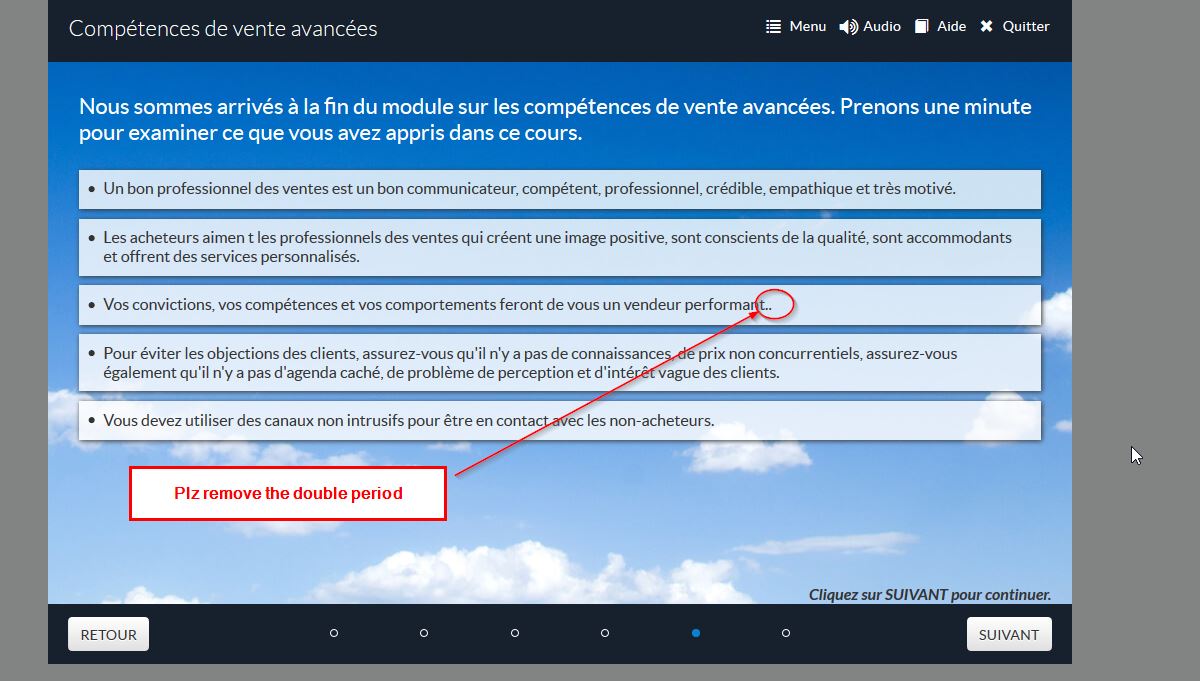 Compétences de vente avancées
Menu Audio Aide Quitter
Nous sommes arrivés à la fin du module sur les compétences de vente avancées. Prenons une minute
pour examiner ce que vous avez appris dans ce cours.
• Un bon professionnel des ventes est un bon communicateur, compétent, professionnel, crédible, empathique et très motivé.
• Les acheteurs aimen t les professionnels des ventes qui créent une image positive, sont conscients de la qualité, sont accommodants
et offrent des services personnalisés.
• Vos convictions, vos compétences et vos comportements feront de vous un vendeur performant..
• Pour éviter les objections des clients, assurez-vous qu'il n'y a pas de connaissances, de prix non concurrentiels, assurez-vous
également qu'il n'y a pas d'agenda caché, de problème de perception et d'intérêt vague des clients.
• Vous devez utiliser des canaux non intrusifs pour être en contact avec les non-acheteurs.
Plz remove the double period
Cliquez sur SUIVANT pour continuer.
RETOUR SUIVANT